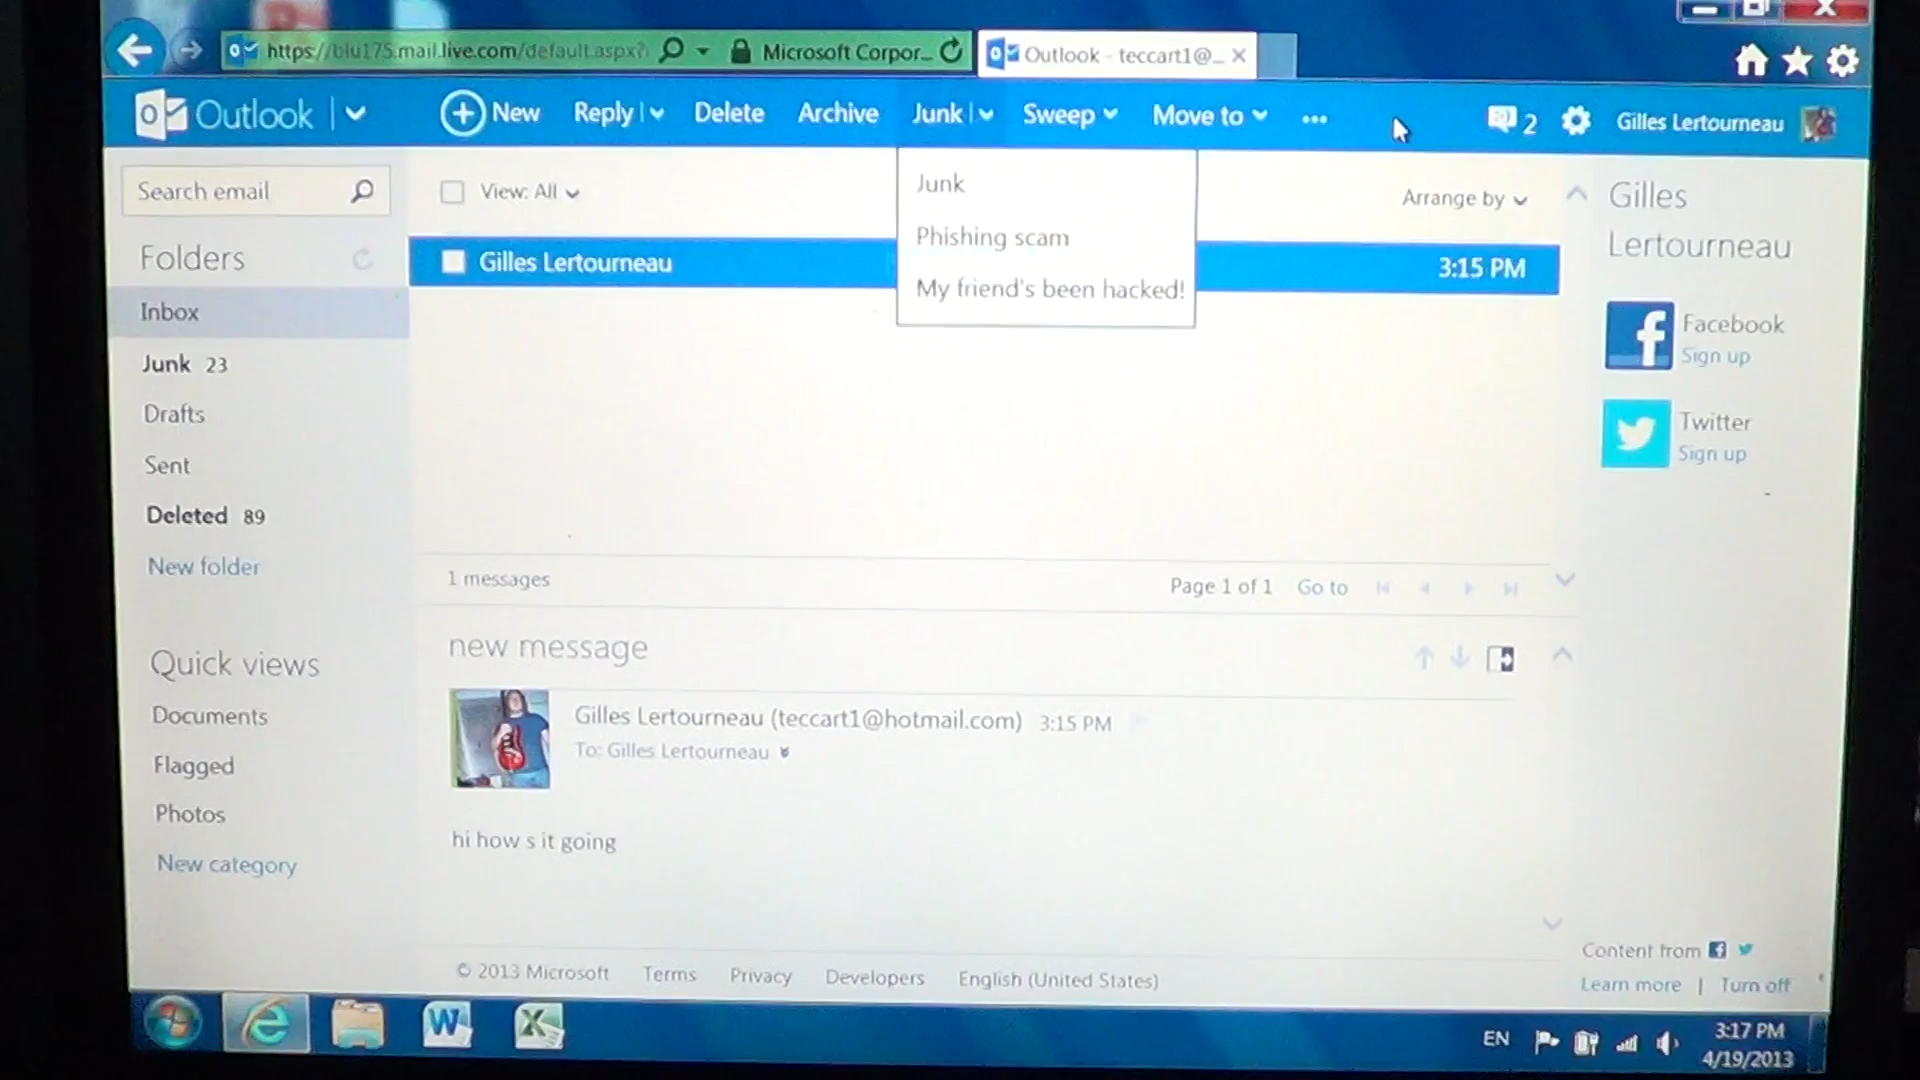 https://blu175.mail.live.com/default.aspx?i
Microsoft Corpor...
Outlook - teccart1@...
Outlook
New
Reply
Delete
Archive
Junk
Sweep
Move to
2
Gilles Lertourneau
Search email
View: All
Junk
Phishing scam
My friend's been hacked!
Arrange by
Gilles
Lertourneau
Folders
Gilles Lertourneau
3:15 PM
Inbox
Junk 23
Drafts
Sent
Deleted 89
New folder
Facebook
Sign up
Twitter
Sign up
1 messages
Page 1 of 1
Go to
Quick views
Documents
Flagged
Photos
New category
new message
Gilles Lertourneau (teccart1@hotmail.com) 3:15 PM
To: Gilles Lertourneau
hi how s it going
Content from
Learn more | Turn off
© 2013 Microsoft
Terms
Privacy
Developers
English (United States)
EN
3:17 PM
4/19/2013